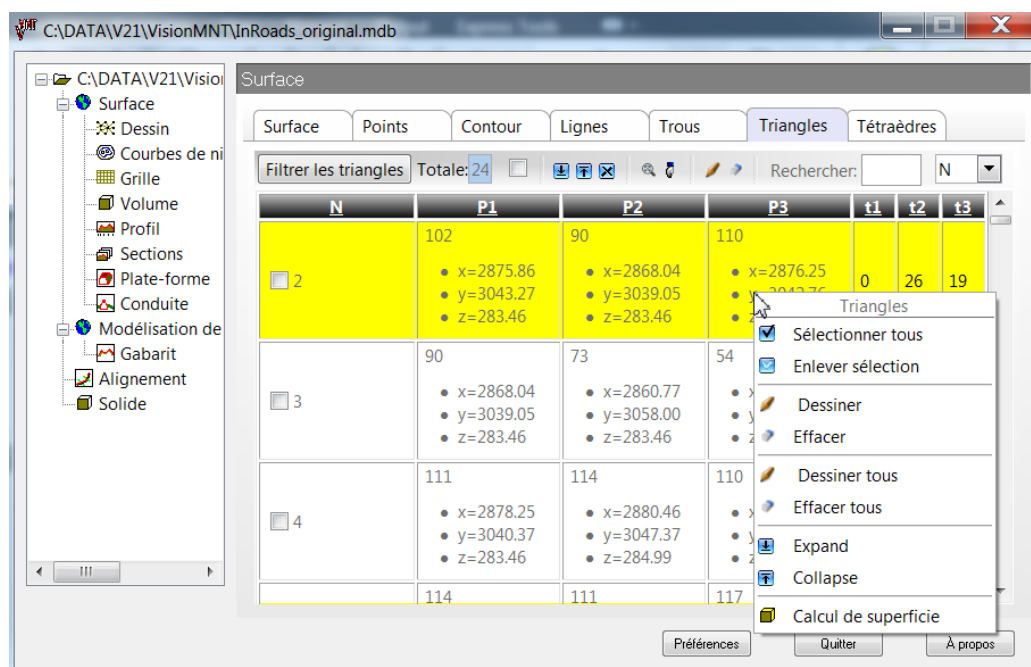 C:\DATA\V21\VisionMNT\InRoads_original.mdb
C:\DATA\V21\Vision
Surface
Dessin
Courbes de ni
Grille
Volume
Profil
Sections
Plate-forme
Conduite
Modélisation de
Gabarit
Alignement
Solide
Surface
Surface Points Contour Lignes Trous Triangles Tétraèdres
Filtrer les triangles Totale: 24 Rechercher: N
N P1 P2 P3 t1 t2 t3
102 90 110
2 0 26 19
x=2875.86 x=2868.04 x=2876.25
y=3043.27 y=3039.05
z=283.46 z=283.46
90 73 54
3
x=2868.04 x=2860.77
y=3039.05 y=3058.00
z=283.46 z=283.46
111 114 110
4
x=2878.25 x=2880.46
y=3040.37 y=3047.37
z=283.46 z=284.99
114 111 117
Triangles
Sélectionner tous
Enlever sélection
Dessiner
Effacer
Dessiner tous
Effacer tous
Expand
Collapse
Calcul de superficie
Préférences Quitter À propos